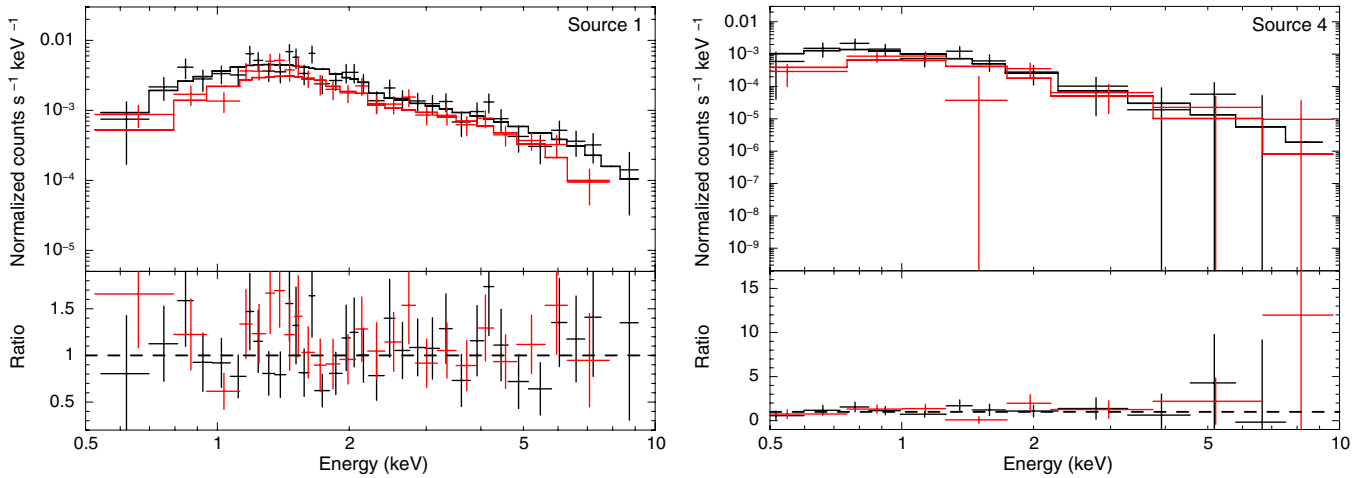 Source 1
Normalized counts s⁻¹ keV⁻¹
0.01
10⁻³
10⁻⁴
10⁻⁵
Ratio
1.5
1
0.5
0.5 1 2 5 10
Energy (keV)
Source 4
Normalized counts s⁻¹ keV⁻¹
0.01
10⁻³
10⁻⁴
10⁻⁵
10⁻⁶
10⁻⁷
10⁻⁸
10⁻⁹
Ratio
15
10
5
0
0.5 1 2 5 10
Energy (keV)